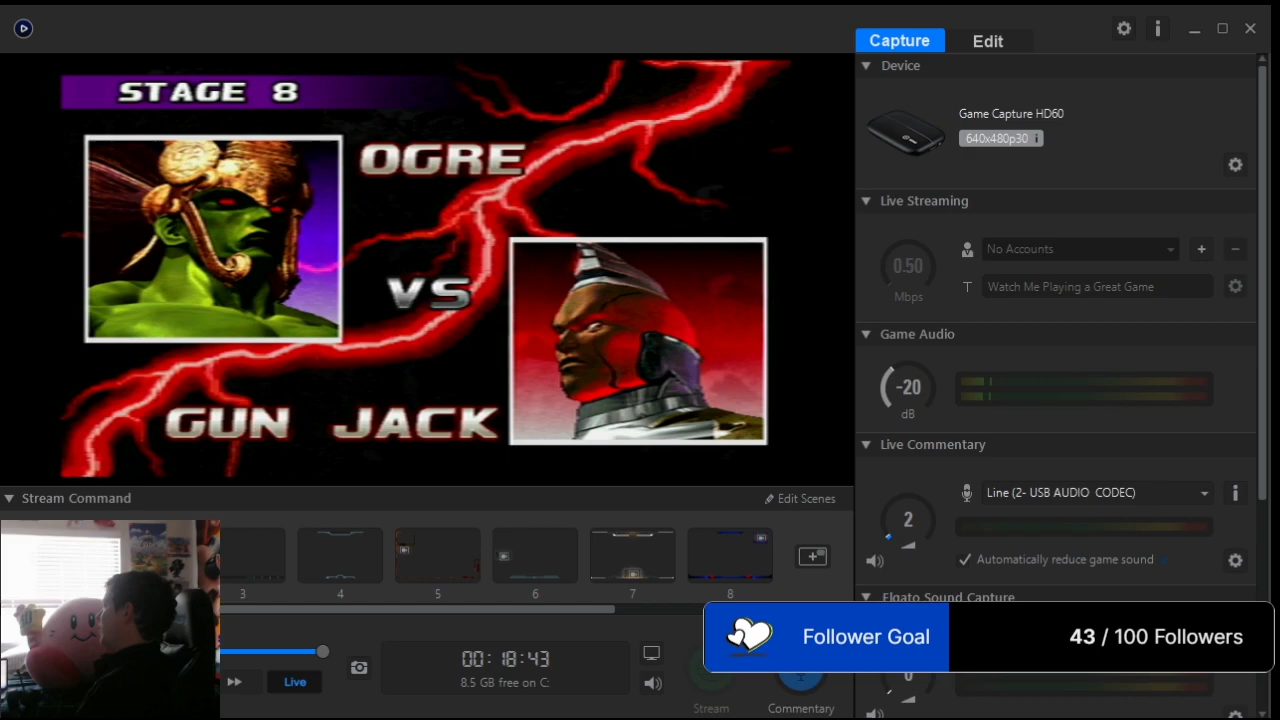 Capture
Edit
Device
STAGE 8
OGRE
VS
GUN JACK
Game Capture HD60
640x480p30
Live Streaming
0.50
Mbps
No Accounts
T
Watch Me Playing a Great Game
Game Audio
-20
dB
Live Commentary
Line (2- USB AUDIO CODEC)
2
Automatically reduce game sound
Elgato Sound Capture
Stream Command
Edit Scenes
3
4
5
6
7
8
00:18:43
8.5 GB free on C:
Live
Follower Goal
43 / 100 Followers
Stream
Commentary